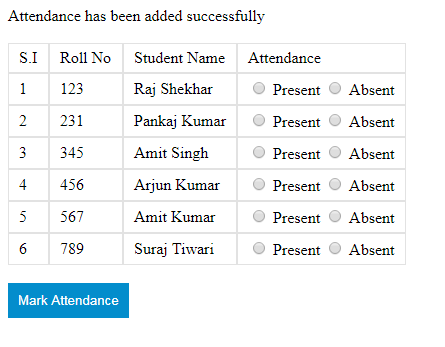 Attendance has been added successfully
S.I Roll No Student Name Attendance
1 123 Raj Shekhar Present Absent
2 231 Pankaj Kumar Present Absent
3 345 Amit Singh Present Absent
4 456 Arjun Kumar Present Absent
5 567 Amit Kumar Present Absent
6 789 Suraj Tiwari Present Absent
Mark Attendance